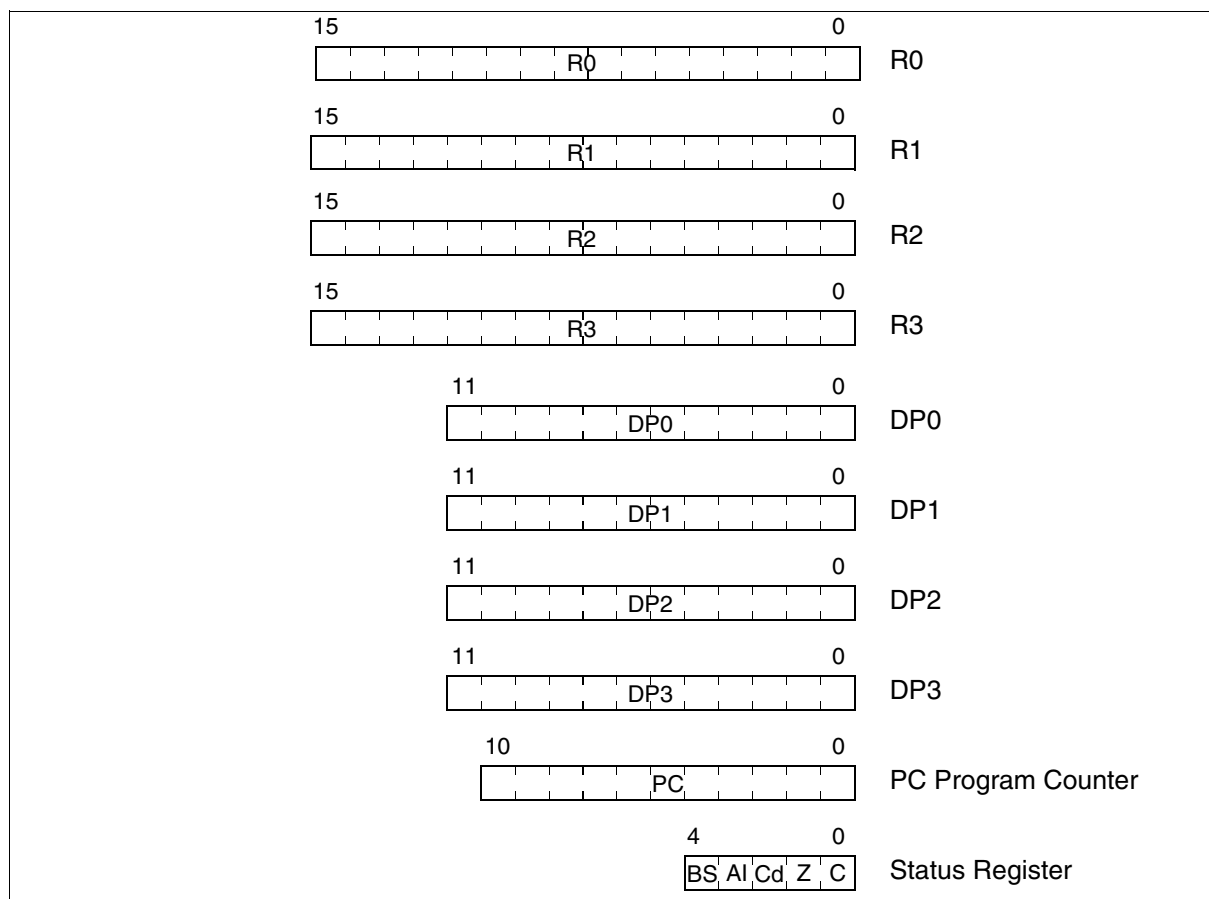 15 0
R0 R0
15 0
R1 R1
15 0
R2 R2
15 0
R3 R3
11 0
DP0 DP0
11 0
DP1 DP1
11 0
DP2 DP2
11 0
DP3 DP3
10 0
PC PC Program Counter
4 0
BS AI Cd Z C Status Register